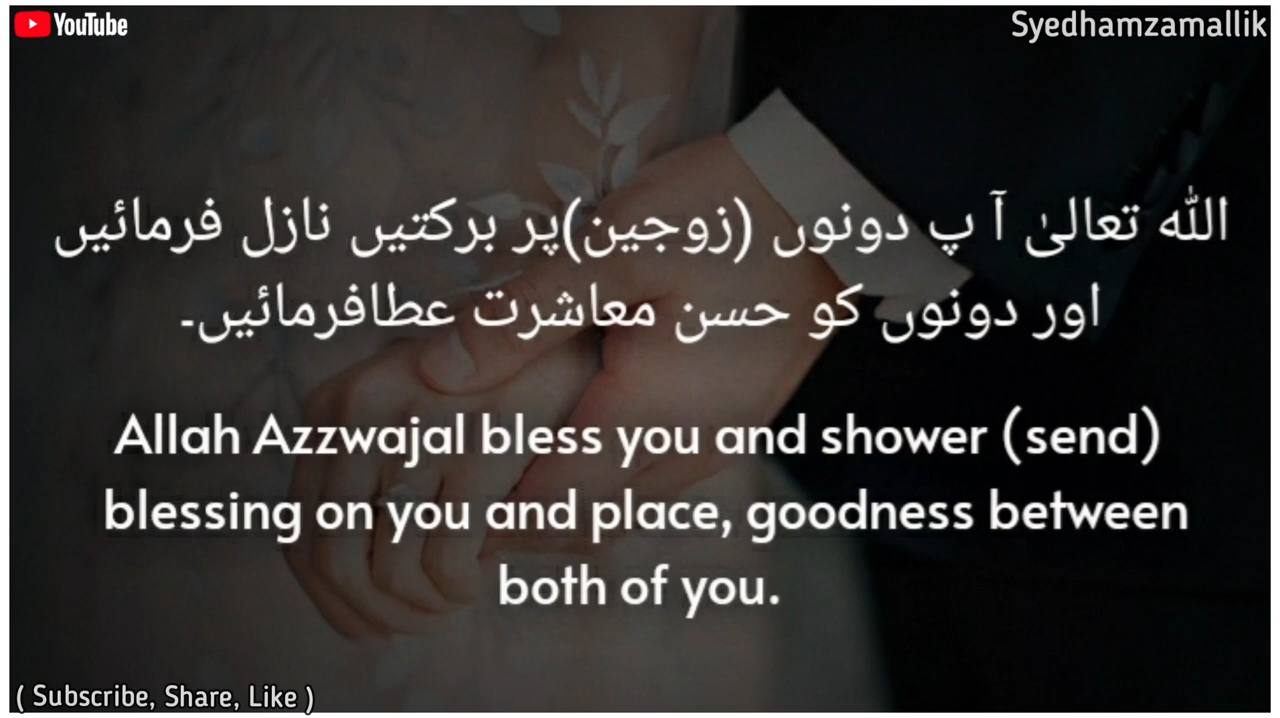 YouTube
Syedhamzamallik
اللہ تعالیٰ آ پ دونوں (زوجین)پر برکتیں نازل فرمائیں
اور دونوں کو حسن معاشرت عطافرمائیں۔
Allah Azzwajal bless you and shower (send)
blessing on you and place, goodness between
both of you.
( Subscribe, Share, Like )